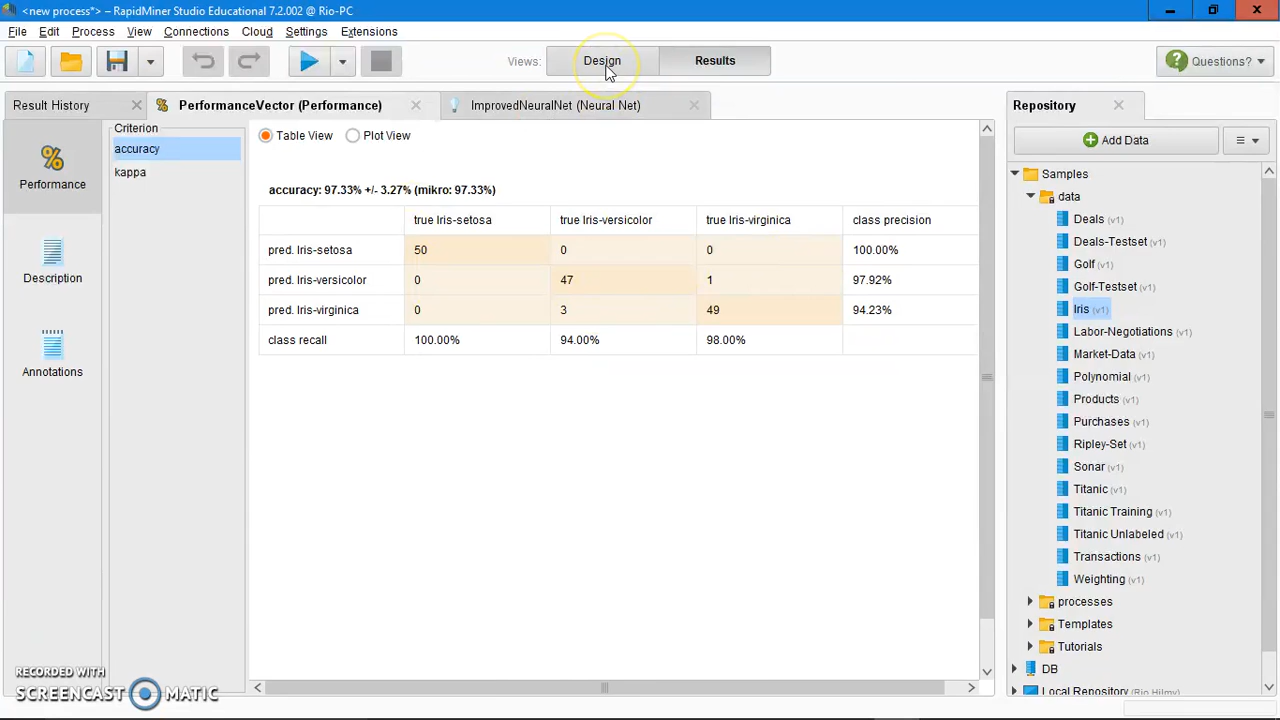 <new process*> – RapidMiner Studio Educational 7.2.002 @ Rio-PC
File Edit Process View Connections Cloud Settings Extensions
Views: Design Results Questions?
Result History PerformanceVector (Performance) ImprovedNeuralNet (Neural Net) Repository
Criterion
accuracy
kappa
Performance
Description
Annotations
Table View Plot View
accuracy: 97.33% +/- 3.27% (mikro: 97.33%)
true Iris-setosa true Iris-versicolor true Iris-virginica class precision
pred. Iris-setosa 50 0 0 100.00%
pred. Iris-versicolor 0 47 1 97.92%
pred. Iris-virginica 0 3 49 94.23%
class recall 100.00% 94.00% 98.00%
Add Data
Samples
data
Deals (v1)
Deals-Testset (v1)
Golf (v1)
Golf-Testset (v1)
Iris (v1)
Labor-Negotiations (v1)
Market-Data (v1)
Polynomial (v1)
Products (v1)
Purchases (v1)
Ripley-Set (v1)
Sonar (v1)
Titanic (v1)
Titanic Training (v1)
Titanic Unlabeled (v1)
Transactions (v1)
Weighting (v1)
processes
Templates
Tutorials
DB
Local Repository (Rio Hilmy)
RECORDED WITH
SCREENCAST MATIC